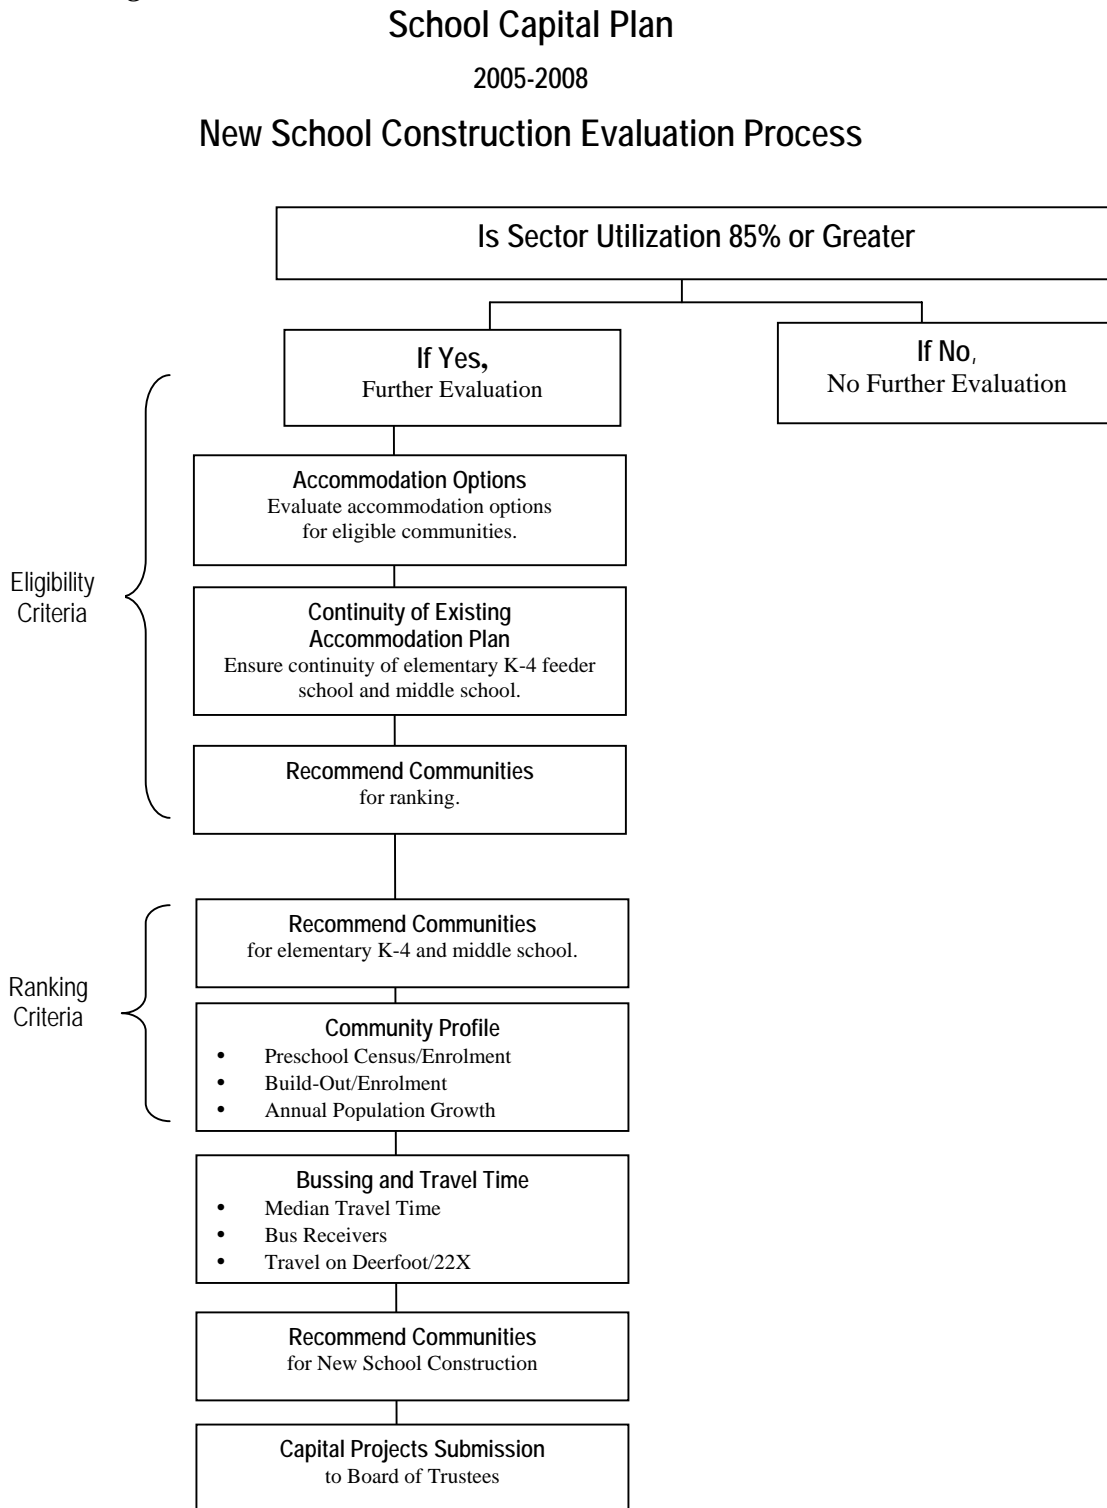 School Capital Plan
2005-2008
New School Construction Evaluation Process
Is Sector Utilization 85% or Greater
If Yes,
Further Evaluation
If No,
No Further Evaluation
Accommodation Options
Evaluate accommodation options
for eligible communities.
Eligibility
Criteria
Continuity of Existing
Accommodation Plan
Ensure continuity of elementary K-4 feeder
school and middle school.
Recommend Communities
for ranking.
Recommend Communities
for elementary K-4 and middle school.
Ranking
Criteria
Community Profile
• Preschool Census/Enrolment
• Build-Out/Enrolment
• Annual Population Growth
Bussing and Travel Time
• Median Travel Time
• Bus Receivers
• Travel on Deerfoot/22X
Recommend Communities
for New School Construction
Capital Projects Submission
to Board of Trustees